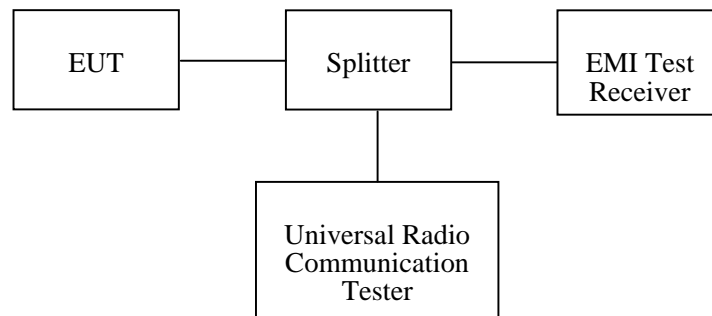 EUT
Splitter
EMI Test
Receiver
Universal Radio
Communication
Tester